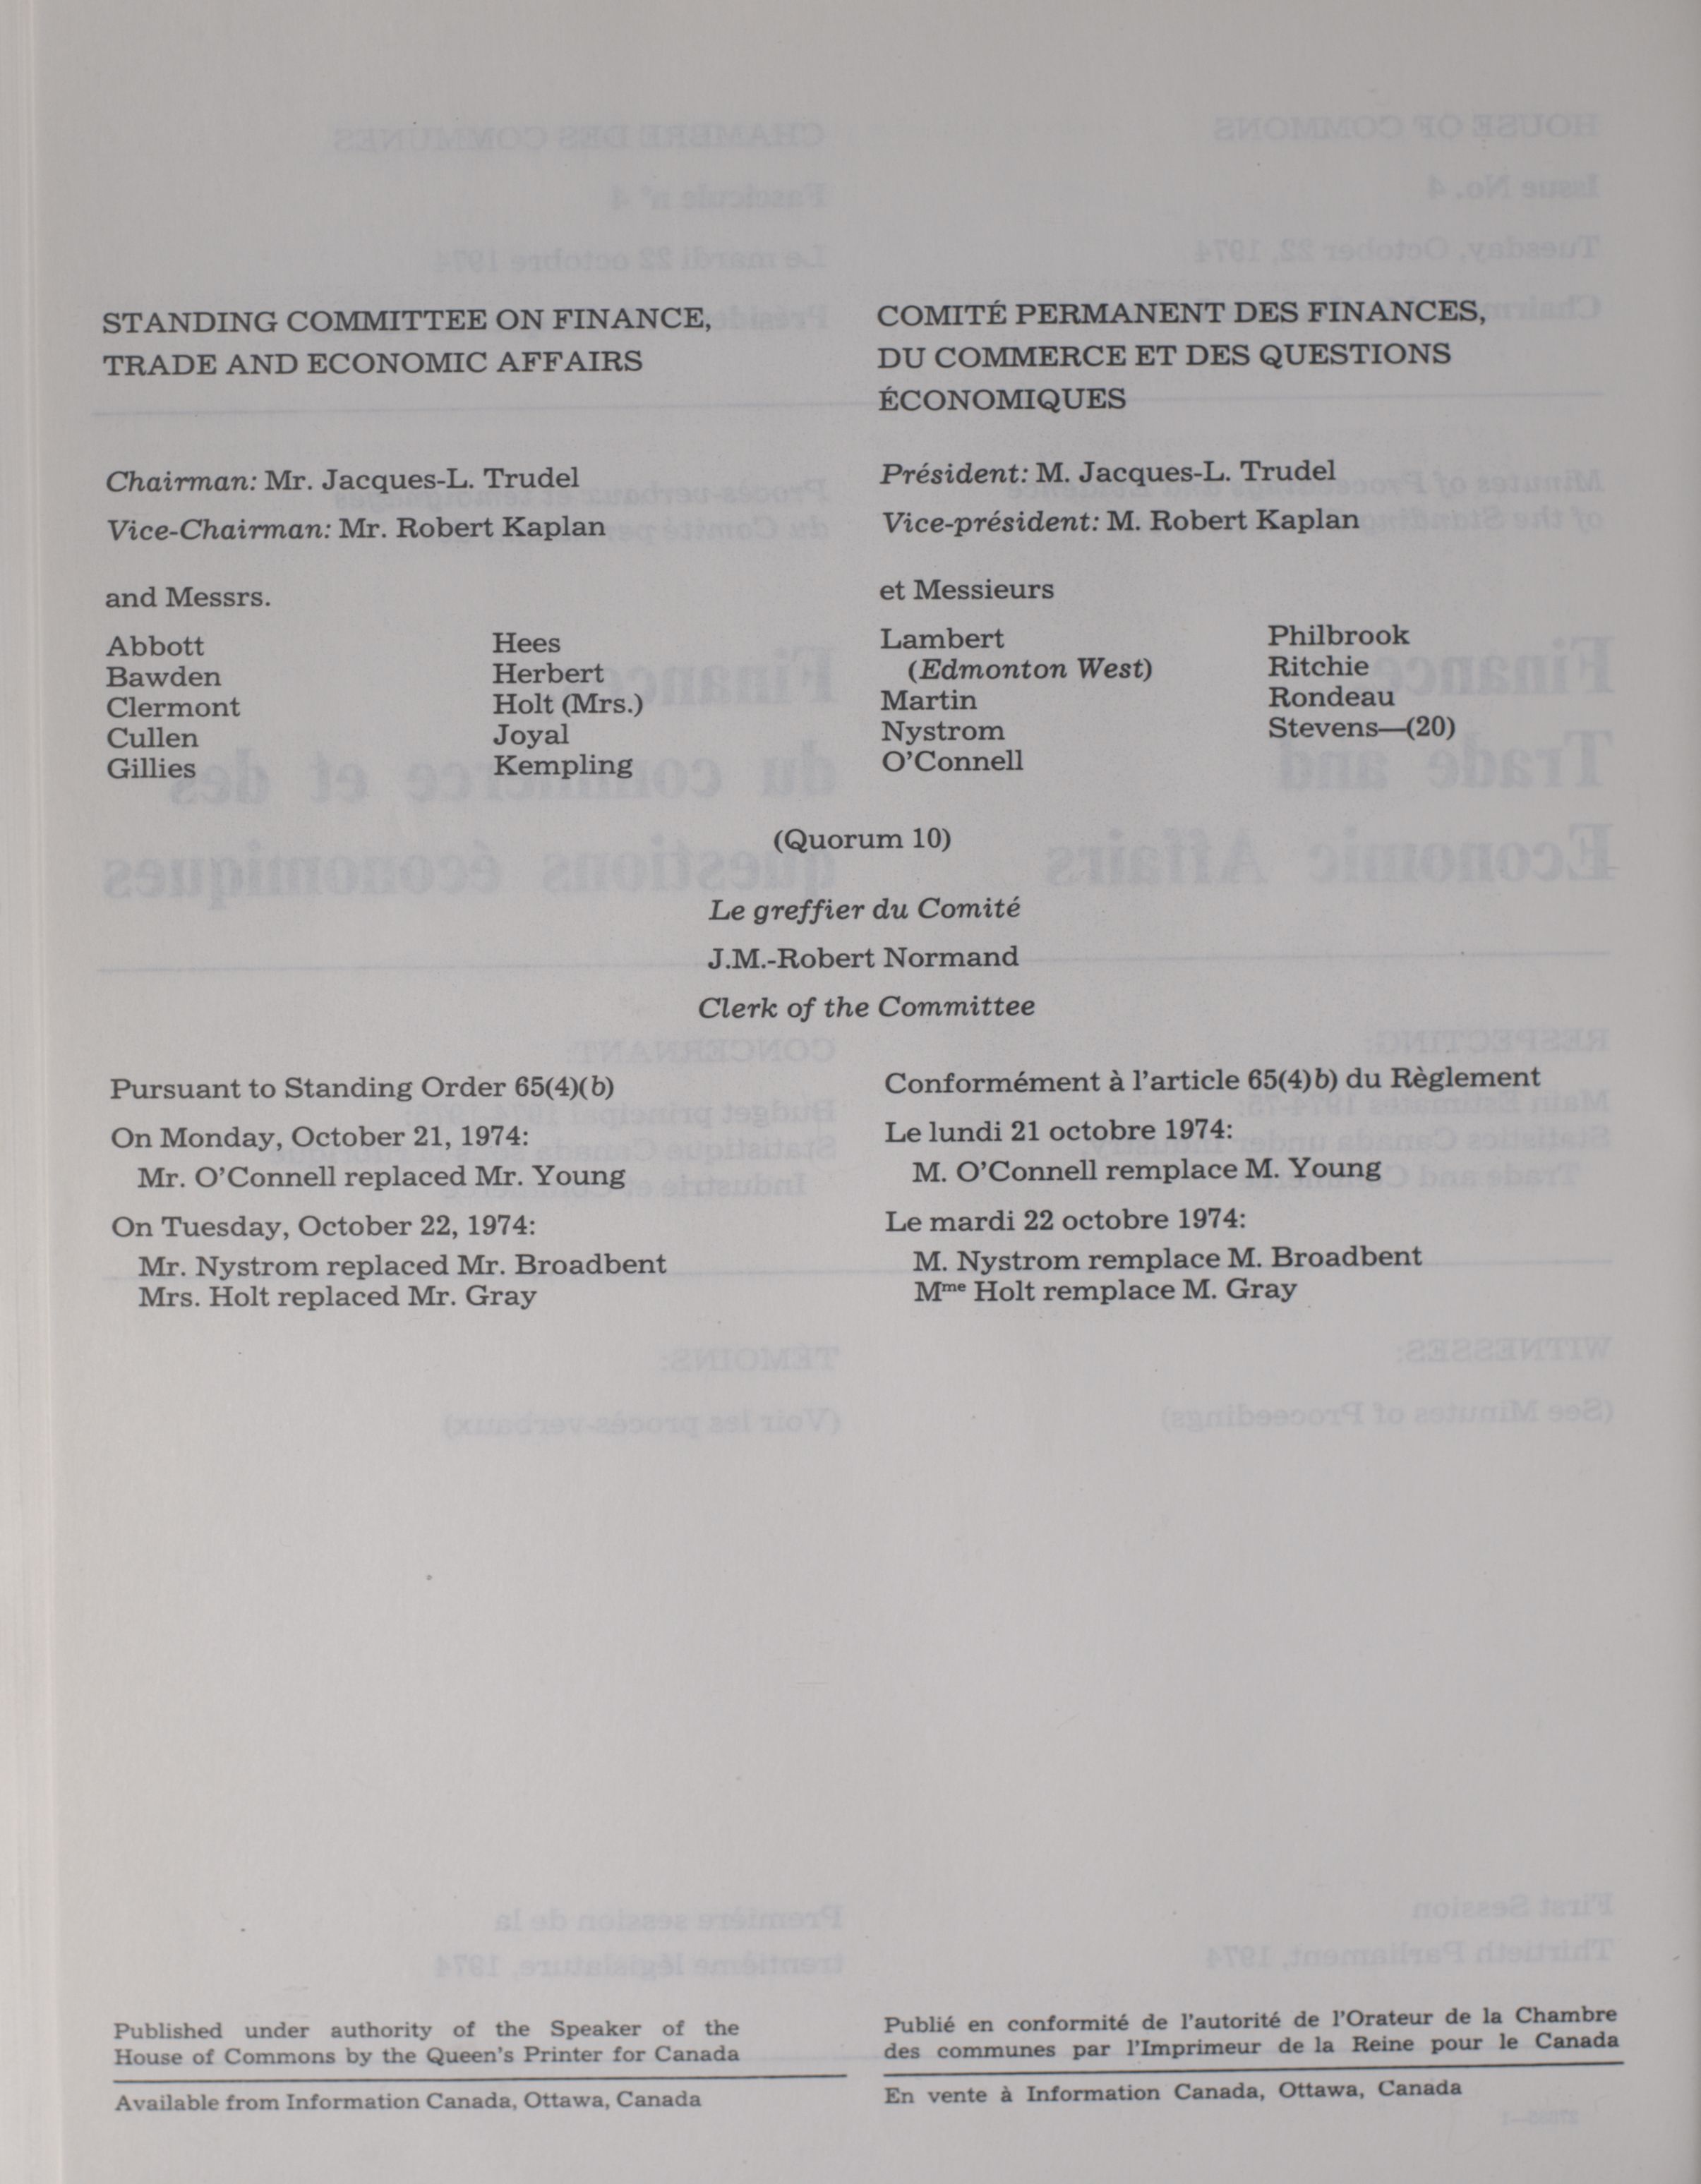 STANDING COMMITTEE ON FINANCE,
TRADE AND ECONOMIC AFFAIRS
Chairman: Mr. Jacques-L. Trudel
Vice-Chairman: Mr. Robert Kaplan
and Messrs.
Abbott
Bawden
Clermont
Cullen
Gillies
Hees
Herbert
Holt (Mrs.)
Joyal
Kempling
COMITÉ PERMANENT DES FINANCES,
DU COMMERCE ET DES QUESTIONS
ÉCONOMIQUES
Président: M. Jacques-L. Trudel
Vice-président: M. Robert Kaplan
et Messieurs
Lambert
(Edmonton West)
Martin
Nystrom
O'Connell
Philbrook
Ritchie
Rondeau
Stevens—(20)
(Quorum 10)
Le greffier du Comité
J.M.-Robert Normand
Clerk of the Committee
Pursuant to Standing Order 65(4)(b)
On Monday, October 21, 1974:
Mr. O'Connell replaced Mr. Young
On Tuesday, October 22, 1974:
Mr. Nystrom replaced Mr. Broadbent
Mrs. Holt replaced Mr. Gray
Conformément à l'article 65(4)b) du Règlement
Le lundi 21 octobre 1974:
M. O'Connell remplace M. Young
Le mardi 22 octobre 1974:
M. Nystrom remplace M. Broadbent
Mme Holt remplace M. Gray
Published under authority of the Speaker of the
House of Commons by the Queen's Printer for Canada
Available from Information Canada, Ottawa, Canada
Publié en conformité de l'autorité de l'Orateur de la Chambre
des communes par l'Imprimeur de la Reine pour le Canada
En vente à Information Canada, Ottawa, Canada